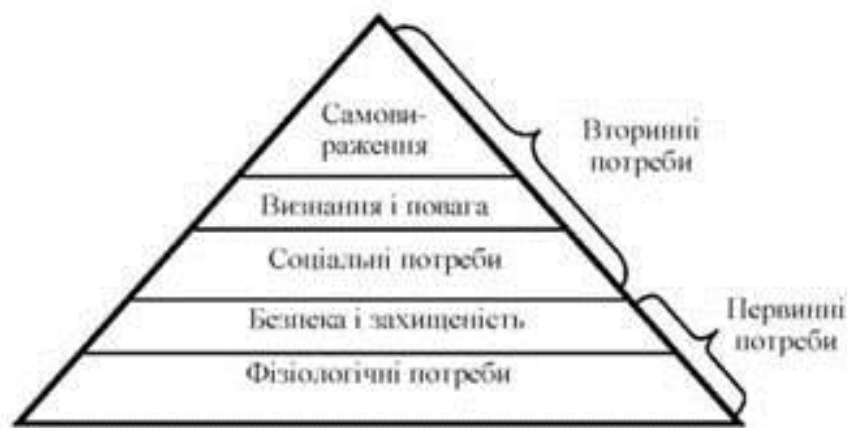 Самови-
раження
Вторинні
потреби
Визнання і повага
Соціальні потреби
Безпека і захищеність
Первинні
потреби
Фізіологічні потреби